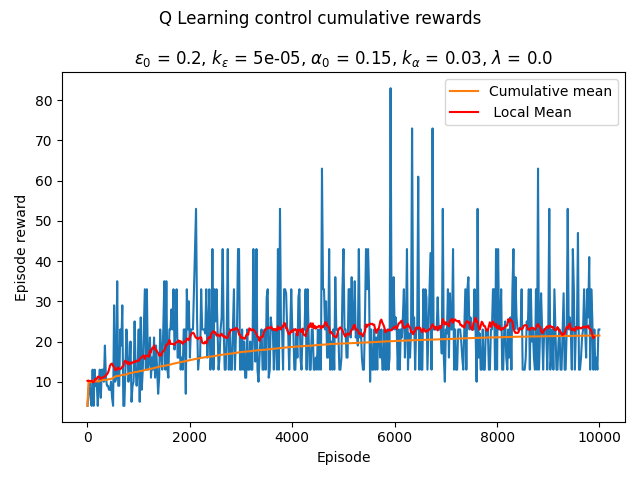 Q Learning control cumulative rewards
ε₀ = 0.2, kε = 5e-05, α₀ = 0.15, kα = 0.03, λ = 0.0
Cumulative mean
Local Mean
Episode reward
80
70
60
50
40
30
20
10
0
2000
4000
6000
8000
10000
Episode